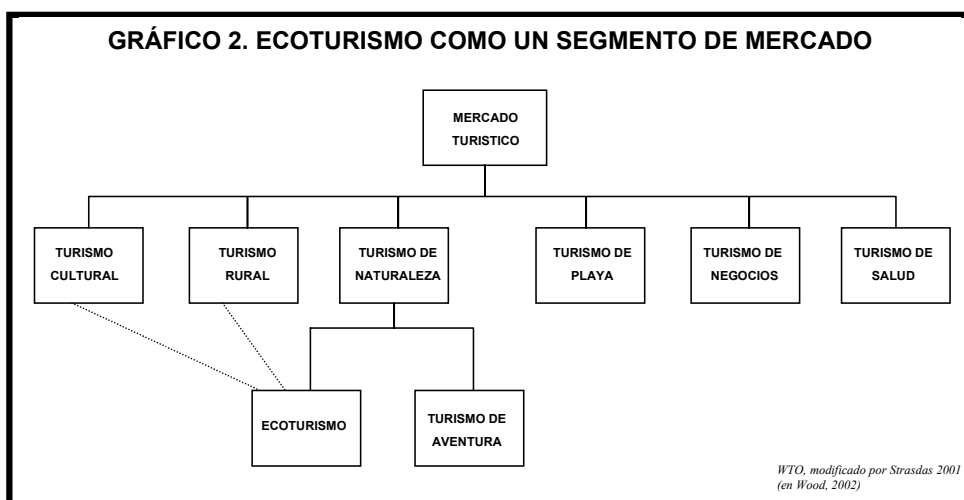 GRÁFICO 2. ECOTURISMO COMO UN SEGMENTO DE MERCADO
MERCADO
TURISTICO
TURISMO
CULTURAL
TURISMO
RURAL
TURISMO DE
NATURALEZA
TURISMO DE
PLAYA
TURISMO DE
NEGOCIOS
TURISMO DE
SALUD
ECOTURISMO
TURISMO DE
AVENTURA
WTO, modificado por Strasdas 2001
(en Wood, 2002)